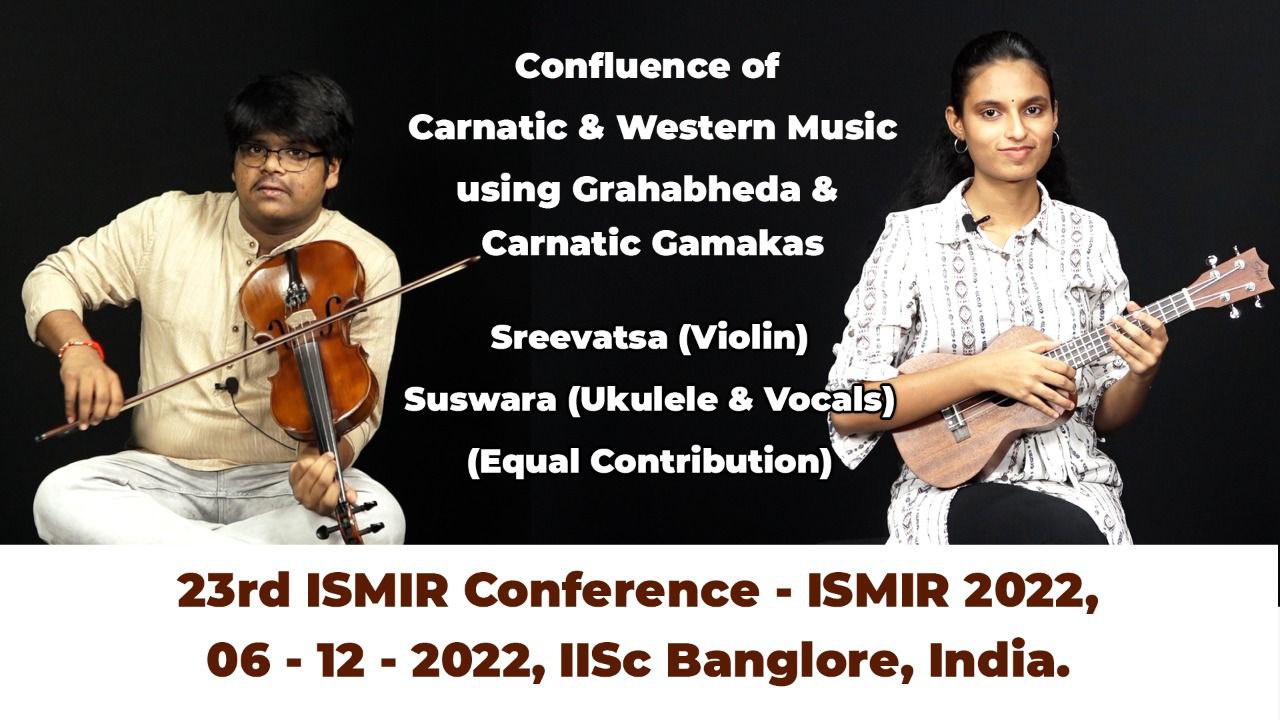 Confluence of
Carnatic & Western Music
using Grahabheda &
Carnatic Gamakas
Sreevatsa (Violin)
Suswara (Ukulele & Vocals)
(Equal Contribution)
23rd ISMIR Conference - ISMIR 2022,
06 - 12 - 2022, IISc Banglore, India.